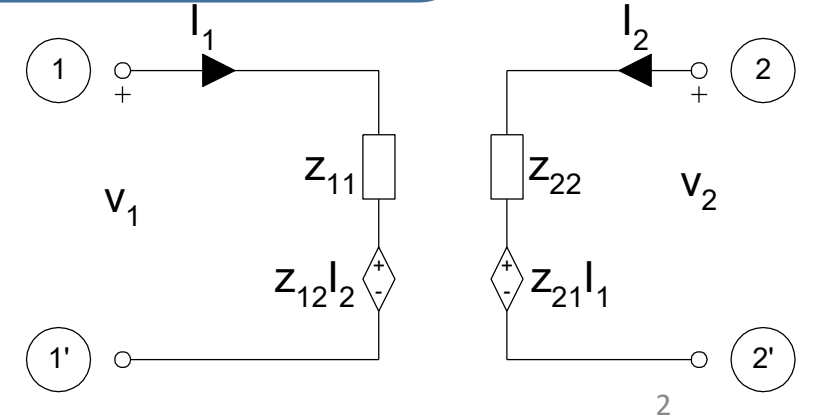 I1 I2
1 2
+ +
z11 z22
v1 v2
+ +
z12I2 z21I1
- -
1' 2'
2